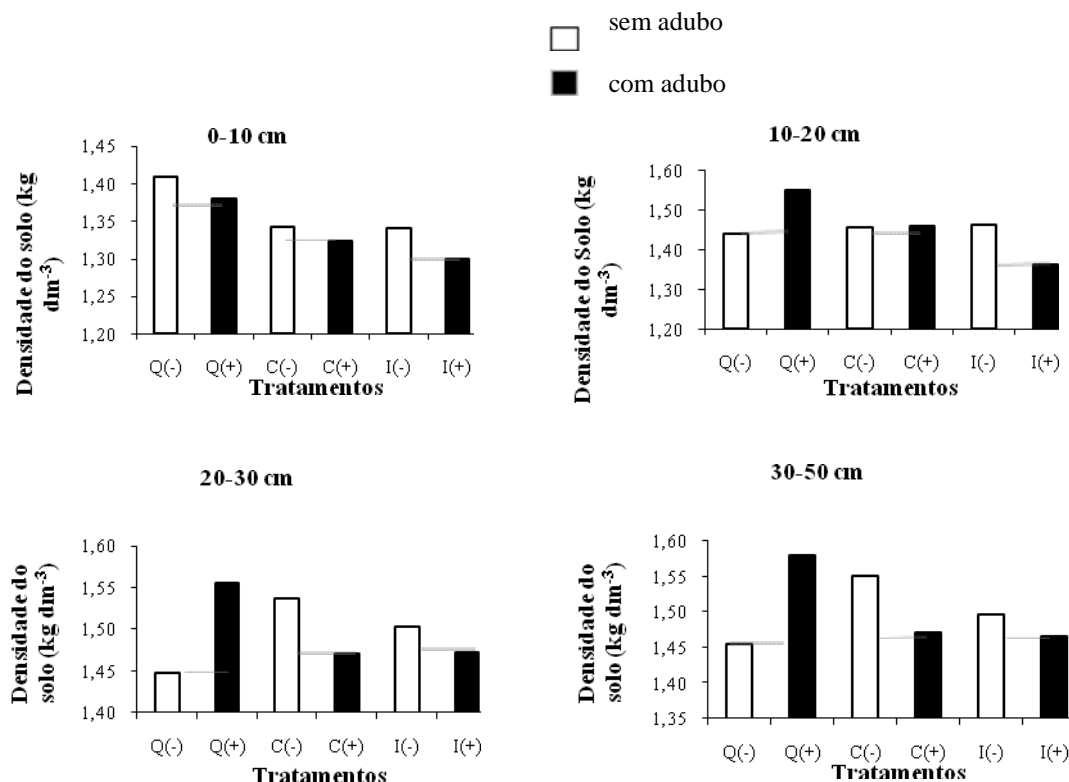 sem adubo
com adubo
0-10 cm
Densidade do solo (kg
dm-3)
1,45
1,40
1,35
1,30
1,25
1,20
Q(-) Q(+) C(-) C(+) I(-) I(+)
Tratamentos
10-20 cm
Densidade do Solo (kg
dm-3)
1,60
1,50
1,40
1,30
1,20
Q(-) Q(+) C(-) C(+) I(-) I(+)
Tratamentos
20-30 cm
Densidade do
solo (kg dm-3)
1,60
1,55
1,50
1,45
1,40
Q(-) Q(+) C(-) C(+) I(-) I(+)
Tratamentos
30-50 cm
Densidade do
solo (kg dm-3)
1,60
1,55
1,50
1,45
1,40
1,35
Q(-) Q(+) C(-) C(+) I(-) I(+)
Tratamentos